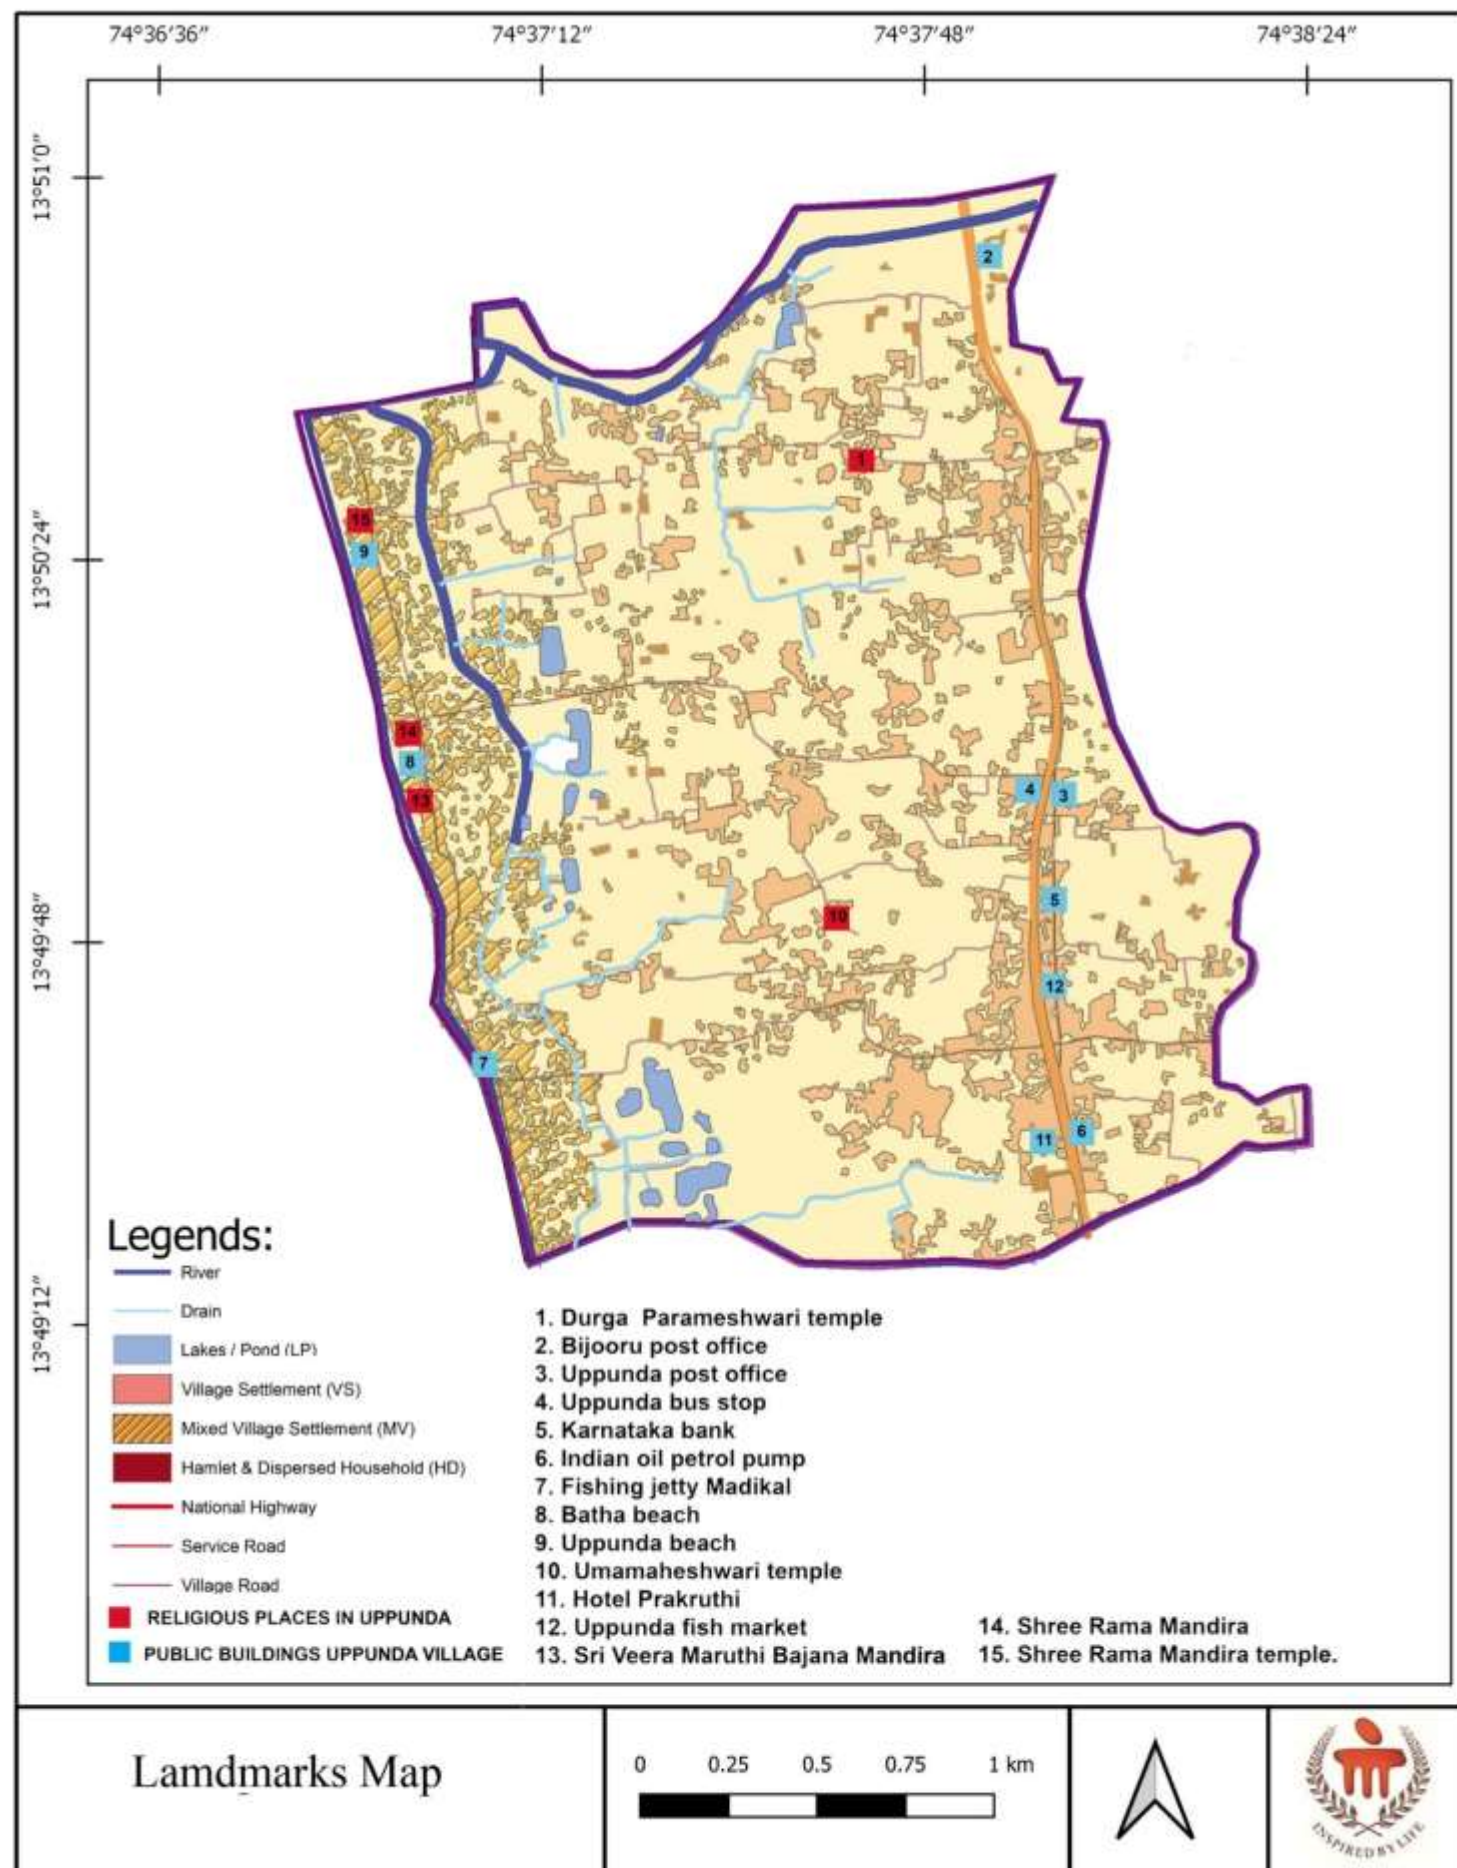 74°36′36″ 74°37′12″ 74°37′48″ 74°38′24″
13°51′0″
13°50′24″
13°49′48″
13°49′12″
2
1
15
9
14
8
13
4
3
5
10
12
7
11
6
Legends:
River
Drain
Lakes / Pond (LP)
Village Settlement (VS)
Mixed Village Settlement (MV)
Hamlet & Dispersed Household (HD)
National Highway
Service Road
Village Road
RELIGIOUS PLACES IN UPPUNDA
PUBLIC BUILDINGS UPPUNDA VILLAGE
1. Durga Parameshwari temple
2. Bijooru post office
3. Uppunda post office
4. Uppunda bus stop
5. Karnataka bank
6. Indian oil petrol pump
7. Fishing jetty Madikal
8. Batha beach
9. Uppunda beach
10. Umamaheshwari temple
11. Hotel Prakruthi
12. Uppunda fish market
13. Sri Veera Maruthi Bajana Mandira
14. Shree Rama Mandira
15. Shree Rama Mandira temple.
Lamdmarks Map
0 0.25 0.5 0.75 1 km
INSPIRED BY LIFE